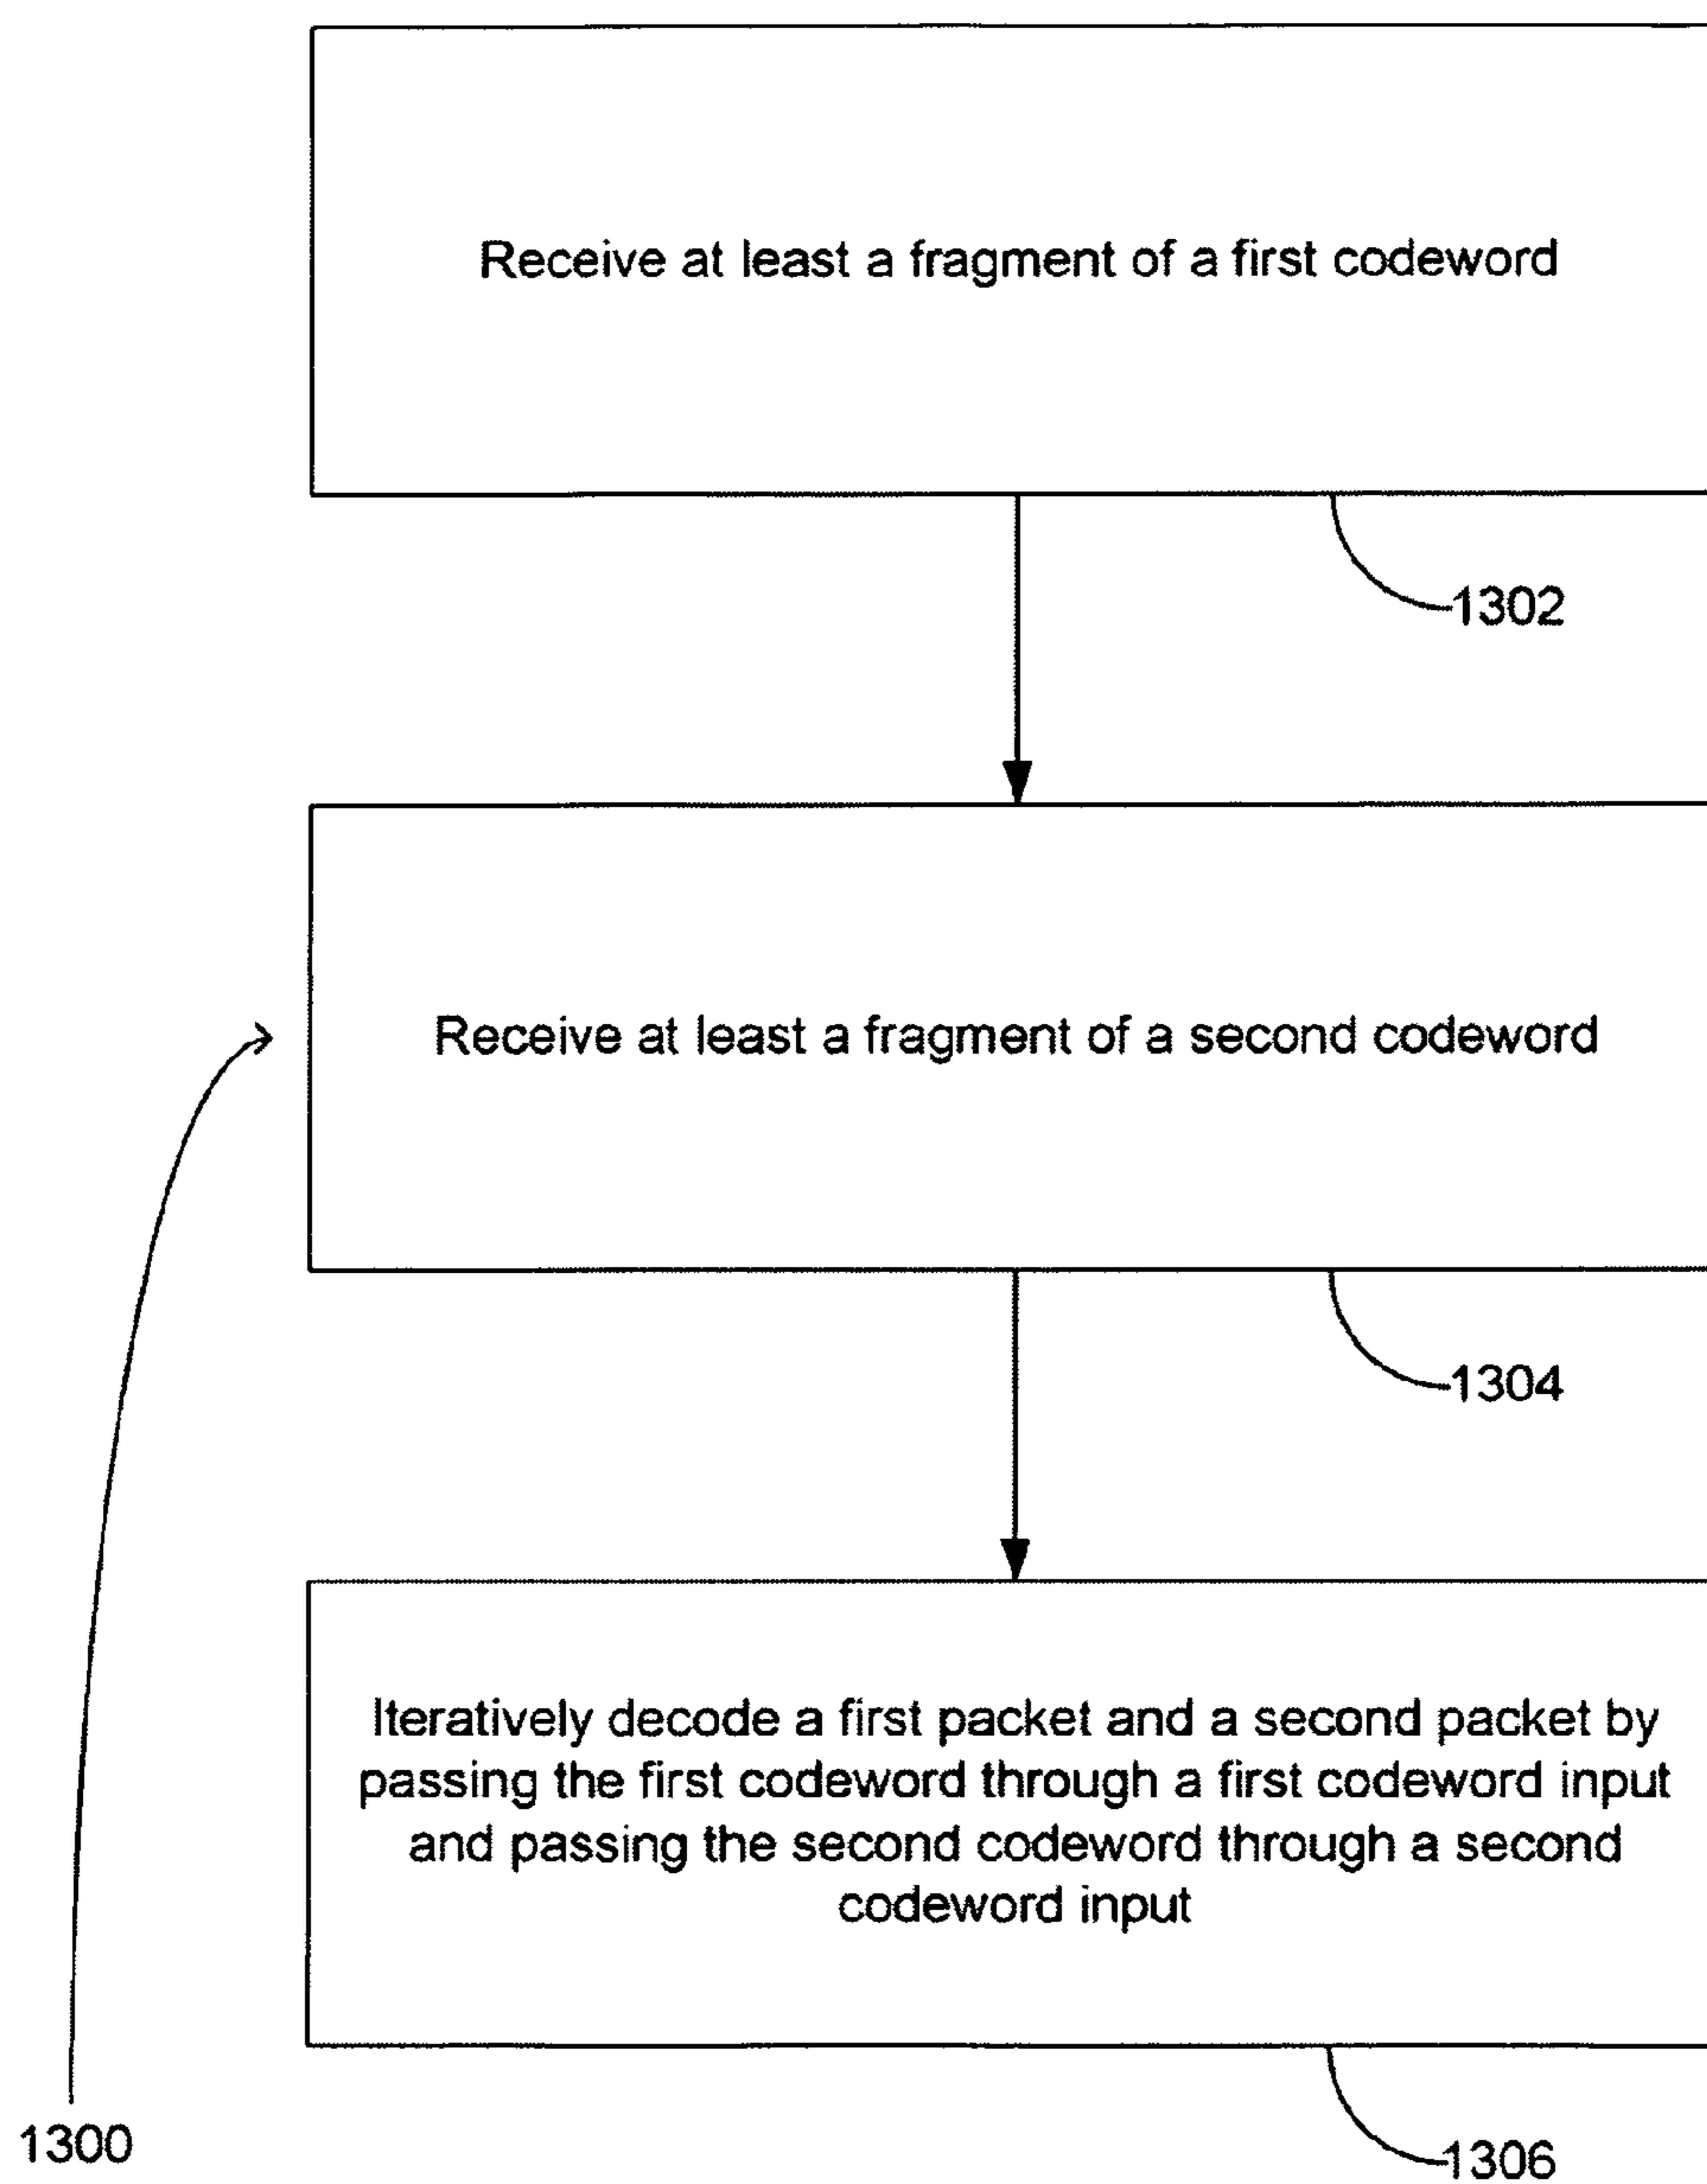 Receive at least a fragment of a first codeword
1302
Receive at least a fragment of a second codeword
1304
Iteratively decode a first packet and a second packet by
passing the first codeword through a first codeword input
and passing the second codeword through a second
codeword input
1300
1306